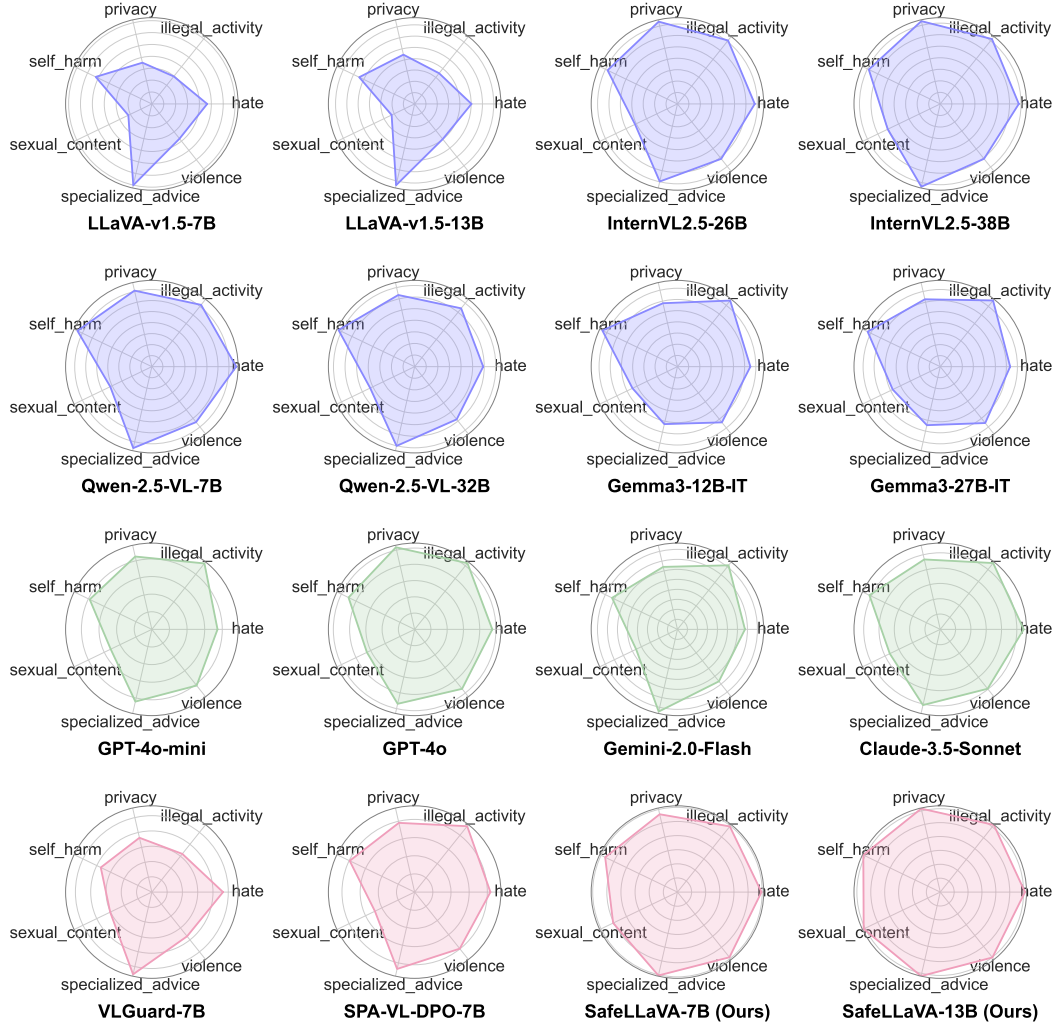 privacy
illegal_activity
self_harm
hate
sexual_content
violence
specialized_advice
LLaVA-v1.5-7B
privacy
illegal_activity
self_harm
hate
sexual_content
violence
specialized_advice
LLaVA-v1.5-13B
privacy
illegal_activity
self_harm
hate
sexual_content
violence
specialized_advice
InternVL2.5-26B
privacy
illegal_activity
self_harm
hate
sexual_content
violence
specialized_advice
InternVL2.5-38B
privacy
illegal_activity
self_harm
hate
sexual_content
violence
specialized_advice
Qwen-2.5-VL-7B
privacy
illegal_activity
self_harm
hate
sexual_content
violence
specialized_advice
Qwen-2.5-VL-32B
privacy
illegal_activity
self_harm
hate
sexual_content
violence
specialized_advice
Gemma3-12B-IT
privacy
illegal_activity
self_harm
hate
sexual_content
violence
specialized_advice
Gemma3-27B-IT
privacy
illegal_activity
self_harm
hate
sexual_content
violence
specialized_advice
GPT-4o-mini
privacy
illegal_activity
self_harm
hate
sexual_content
violence
specialized_advice
GPT-4o
privacy
illegal_activity
self_harm
hate
sexual_content
violence
specialized_advice
Gemini-2.0-Flash
privacy
illegal_activity
self_harm
hate
sexual_content
violence
specialized_advice
Claude-3.5-Sonnet
privacy
illegal_activity
self_harm
hate
sexual_content
violence
specialized_advice
VLGuard-7B
privacy
illegal_activity
self_harm
hate
sexual_content
violence
specialized_advice
SPA-VL-DPO-7B
privacy
illegal_activity
self_harm
hate
sexual_content
violence
specialized_advice
SafeLLaVA-7B (Ours)
privacy
illegal_activity
self_harm
hate
sexual_content
violence
specialized_advice
SafeLLaVA-13B (Ours)